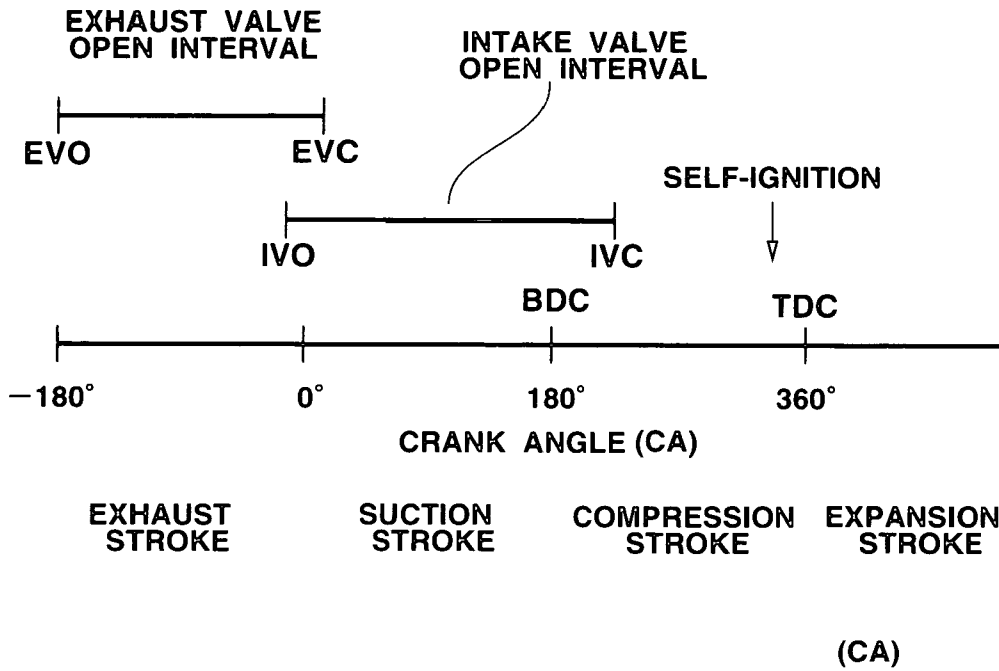 EXHAUST VALVE
OPEN INTERVAL
INTAKE VALVE
OPEN INTERVAL
EVO
EVC
SELF-IGNITION
IVO
IVC
BDC
TDC
−180°
0°
180°
360°
CRANK ANGLE (CA)
EXHAUST
STROKE
SUCTION
STROKE
COMPRESSION
STROKE
EXPANSION
STROKE
(CA)